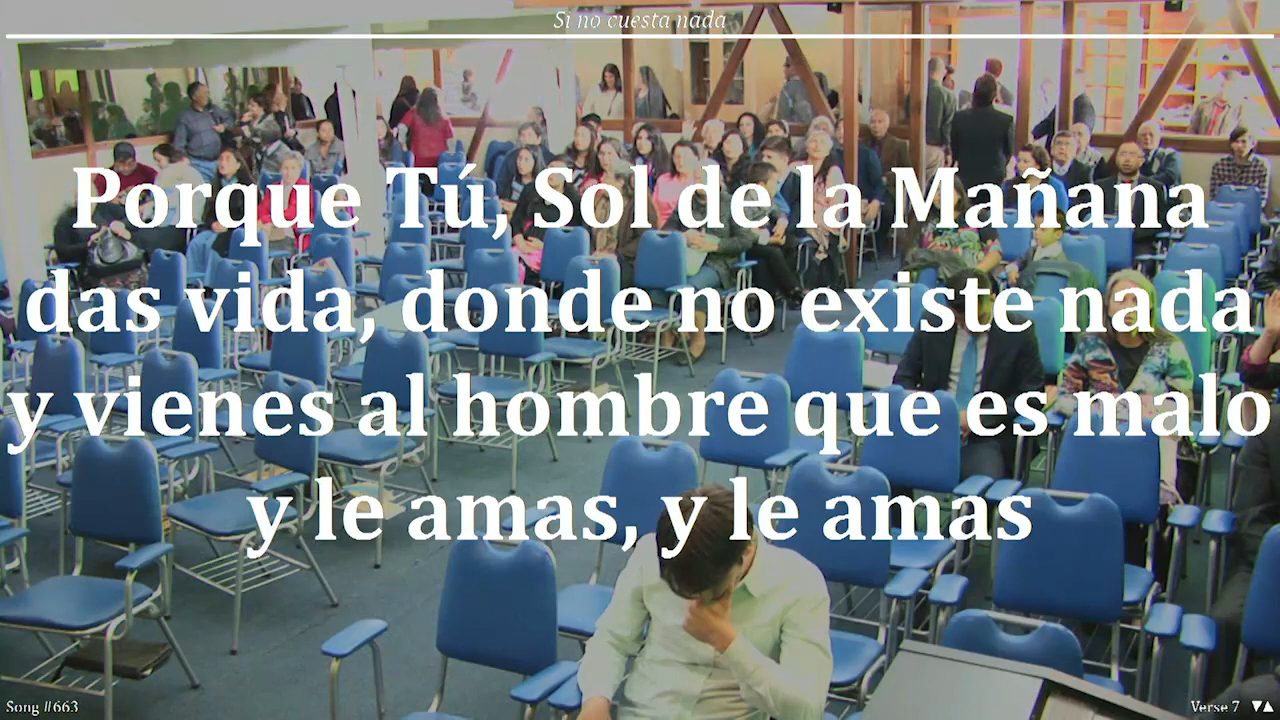 Si no cuesta nada
Porque Tú, Sol de la Mañana
das vida, donde no existe nada
y vienes al hombre que es malo
y le amas, y le amas
Song #663
Verse 7 ▼▲